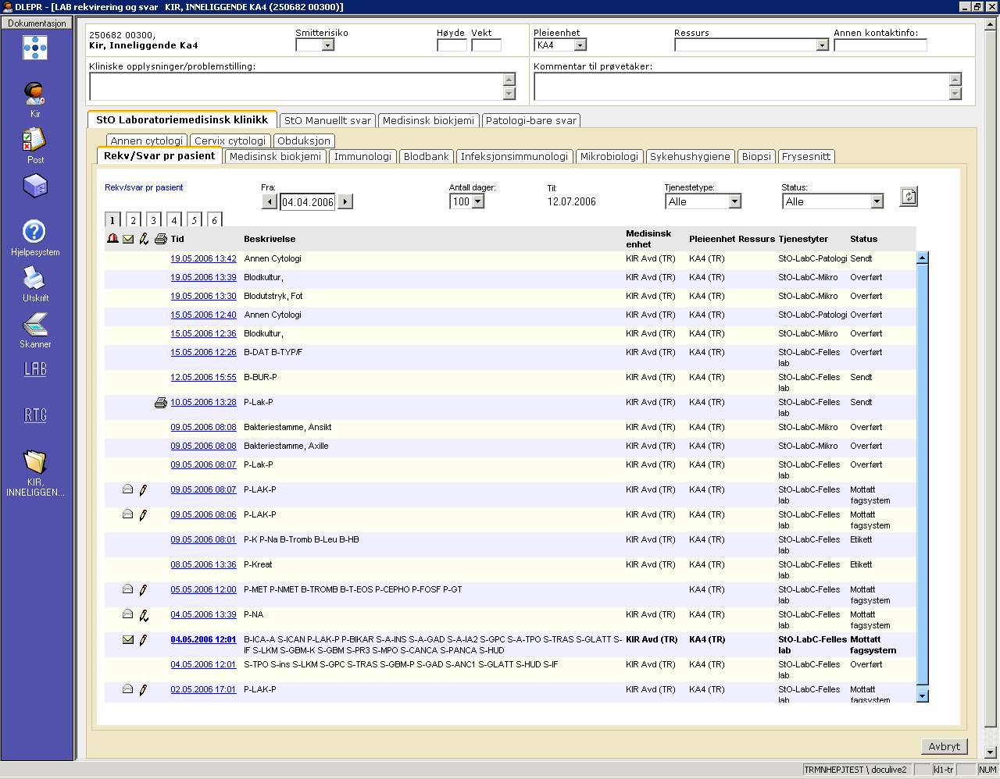 DLEPR - [LAB rekvirering og svar   KIR, INNELIGGENDE KA4 (250682 00300)]
Dokumentasjon
Kir
Post
Hjelpesystem
Utskrift
Skanner
LAB
RTG
KIR,
INNELIGGEN...
250682 00300,
Kir, Inneliggende Ka4
Smitterisiko
Høyde Vekt
Pleieenhet
KA4
Ressurs
Annen kontaktinfo:
Kliniske opplysninger/problemstilling:
Kommentar til prøvetaker:
StO Laboratoriemedisinsk klinikk StO Manuellt svar Medisinsk biokjemi Patologi-bare svar
Annen cytologi Cervix cytologi Obduksjon
Rekv/Svar pr pasient Medisinsk biokjemi Immunologi Blodbank Infeksjonsimmunologi Mikrobiologi Sykehushygiene Biopsi Frysesnitt
Rekv/svar pr pasient
Fra:
04.04.2006
Antall dager:
100
Til:
12.07.2006
Tjenestetype:
Alle
Status:
Alle
1 2 3 4 5 6
Tid Beskrivelse Medisinsk enhet Pleieenhet Ressurs Tjenestyter Status
19.05.2006 13:42 Annen Cytologi KIR Avd (TR) KA4 (TR) StO-LabC-Patologi Sendt
19.05.2006 13:39 Blodkultur, KIR Avd (TR) KA4 (TR) StO-LabC-Mikro Overført
19.05.2006 13:30 Blodutstryk, Fot KIR Avd (TR) KA4 (TR) StO-LabC-Mikro Overført
15.05.2006 12:40 Annen Cytologi KIR Avd (TR) KA4 (TR) StO-LabC-Patologi Overført
15.05.2006 12:36 Blodkultur, KIR Avd (TR) KA4 (TR) StO-LabC-Mikro Overført
15.05.2006 12:26 B-DAT B-TYP/F KIR Avd (TR) KA4 (TR) StO-LabC-Felles Overført
lab
12.05.2006 15:55 B-BUR-P KIR Avd (TR) KA4 (TR) StO-LabC-Felles Sendt
lab
10.05.2006 13:28 P-Lak-P KIR Avd (TR) KA4 (TR) StO-LabC-Felles Sendt
lab
09.05.2006 08:08 Bakteriestamme, Ansikt KIR Avd (TR) KA4 (TR) StO-LabC-Mikro Overført
09.05.2006 08:08 Bakteriestamme, Axille KIR Avd (TR) KA4 (TR) StO-LabC-Mikro Overført
09.05.2006 08:07 P-Lak-P KIR Avd (TR) KA4 (TR) StO-LabC-Felles Overført
lab
09.05.2006 08:07 P-LAK-P KIR Avd (TR) KA4 (TR) StO-LabC-Felles Mottatt
lab fagsystem
09.05.2006 08:06 P-LAK-P KIR Avd (TR) KA4 (TR) StO-LabC-Felles Mottatt
lab fagsystem
09.05.2006 08:01 P-K P-Na B-Tromb B-Leu B-HB KIR Avd (TR) KA4 (TR) StO-LabC-Felles Etikett
lab
08.05.2006 13:36 P-Kreat KIR Avd (TR) KA4 (TR) StO-LabC-Felles Etikett
lab
05.05.2006 12:00 P-MET P-NMET B-TROMB B-T-EOS P-CEPHO P-FOSF P-GT KA4 (TR) StO-LabC-Felles Mottatt
lab fagsystem
04.05.2006 13:39 P-NA KIR Avd (TR) KA4 (TR) StO-LabC-Felles Mottatt
lab fagsystem
04.05.2006 12:01 B-ICA-A S-ICAN P-LAK-P P-BIKAR S-A-INS S-A-GAD S-A-IA2 S-GPC S-A-TPO S-TRAS S-GLATT S- KIR Avd (TR) KA4 (TR) StO-LabC-Felles Mottatt
IF S-LKM S-GBM-K S-GBM S-PR3 S-MPO S-CANCA S-PANCA S-HUD lab fagsystem
04.05.2006 12:01 S-TPO S-ins S-LKM S-GPC S-TRAS S-GBM-P S-GAD S-ANC1 S-GLATT S-HUD S-IF KIR Avd (TR) KA4 (TR) StO-LabC-Felles Overført
lab
02.05.2006 17:01 P-LAK-P KIR Avd (TR) KA4 (TR) StO-LabC-Felles Mottatt
lab fagsystem
Avbryt
TRMNHEPJTEST \ doculive2 kl1-tr NUM